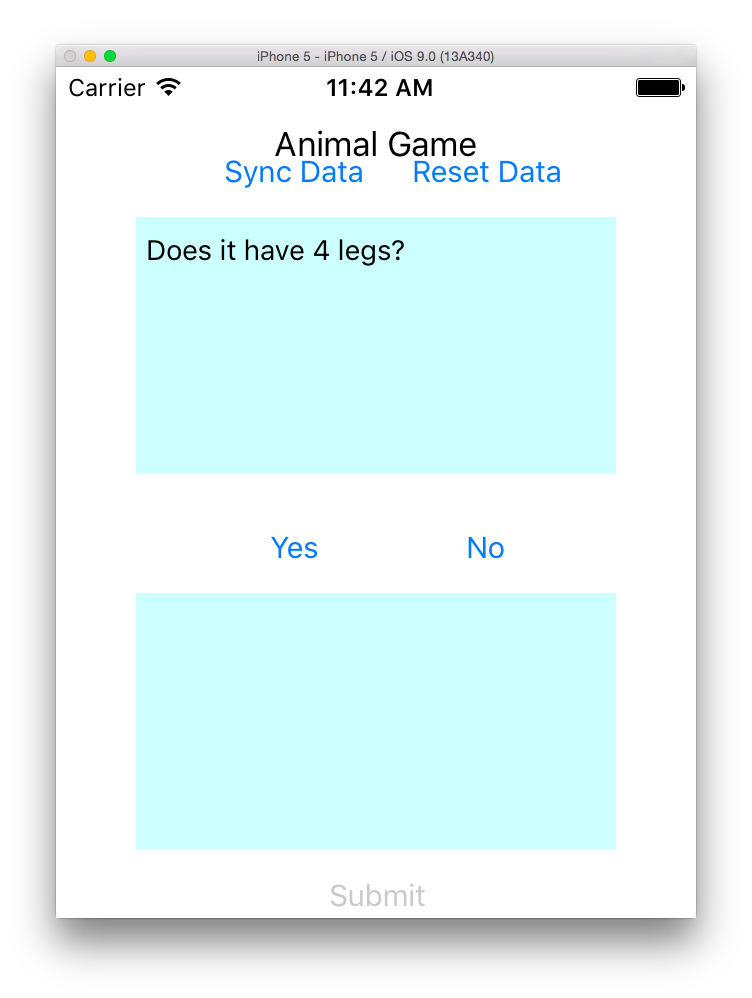 iPhone 5 - iPhone 5 / iOS 9.0 (13A340)
Carrier 11:42 AM
Animal Game
Sync Data Reset Data
Does it have 4 legs?
Yes No
Submit